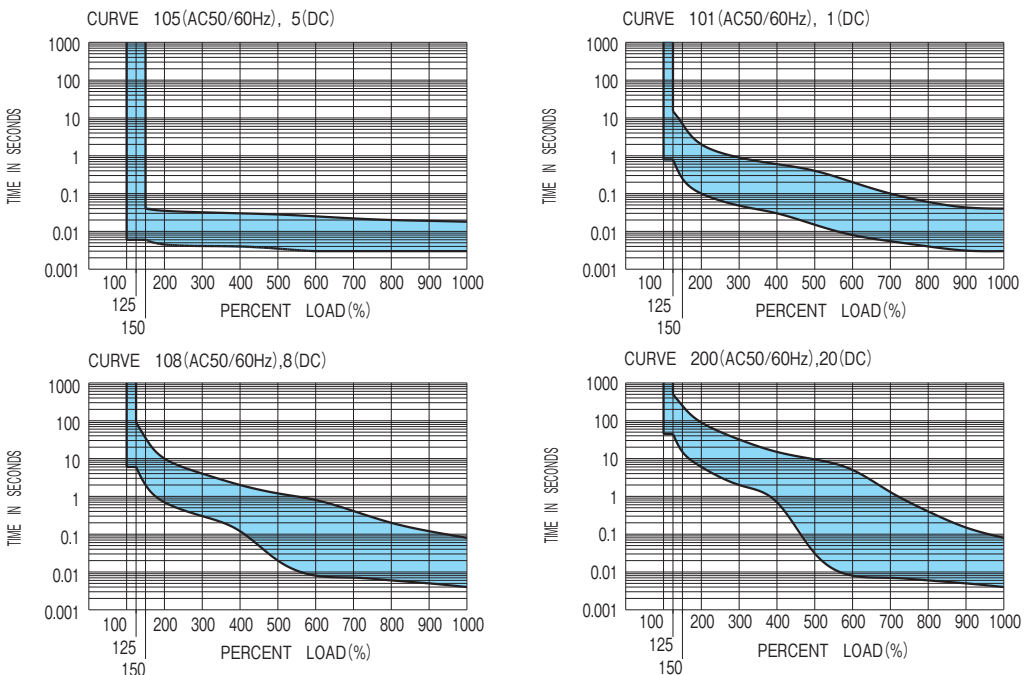 CURVE 105(AC50/60Hz), 5(DC)
1000
100
10
1
0.1
0.01
0.001
TIME IN SECONDS
100 200 300 400 500 600 700 800 900 1000
125
150
PERCENT LOAD(%)
CURVE 101(AC50/60Hz), 1(DC)
1000
100
10
1
0.1
0.01
0.001
TIME IN SECONDS
100 200 300 400 500 600 700 800 900 1000
125
150
PERCENT LOAD(%)
CURVE 108(AC50/60Hz),8(DC)
1000
100
10
1
0.1
0.01
0.001
TIME IN SECONDS
100 200 300 400 500 600 700 800 900 1000
125
150
PERCENT LOAD(%)
CURVE 200(AC50/60Hz),20(DC)
1000
100
10
1
0.1
0.01
0.001
TIME IN SECONDS
100 200 300 400 500 600 700 800 900 1000
125
150
PERCENT LOAD(%)